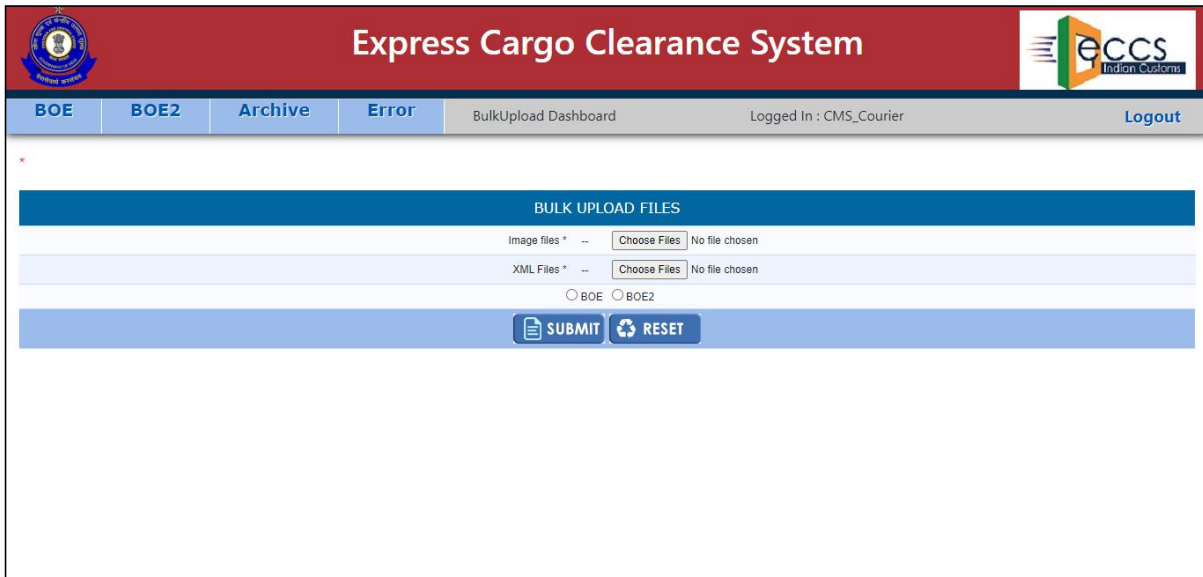 Express Cargo Clearance System
eCCS
Indian Customs
BOE BOE2 Archive Error BulkUpload Dashboard Logged In : CMS_Courier Logout
*
BULK UPLOAD FILES
Image files * -- Choose Files No file chosen
XML Files * -- Choose Files No file chosen
BOE BOE2
SUBMIT RESET